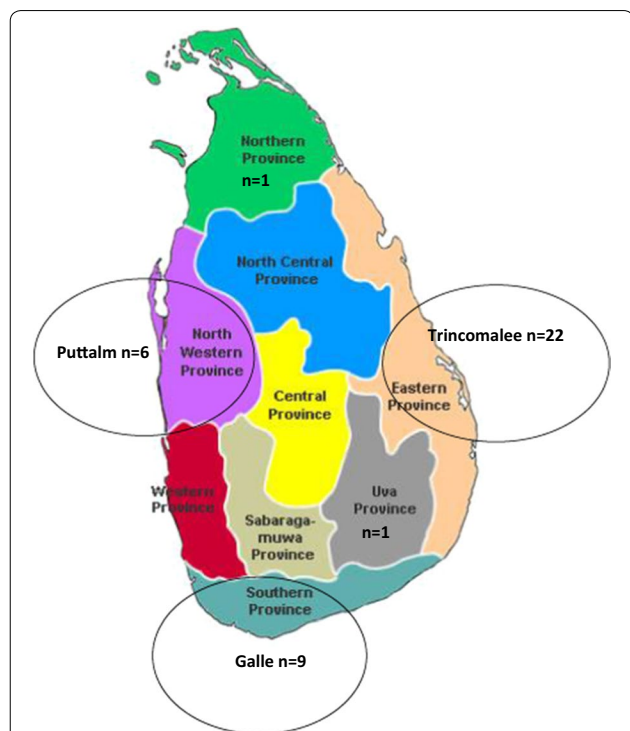 Northern
Province
n=1
North Central
Province
Trincomalee n=22
Puttalm n=6
North
Western
Province
Eastern
Province
Central
Province
Western
Province
Uva
Province
n=1
Sabaraga-
muwa
Province
Southern
Province
Galle n=9